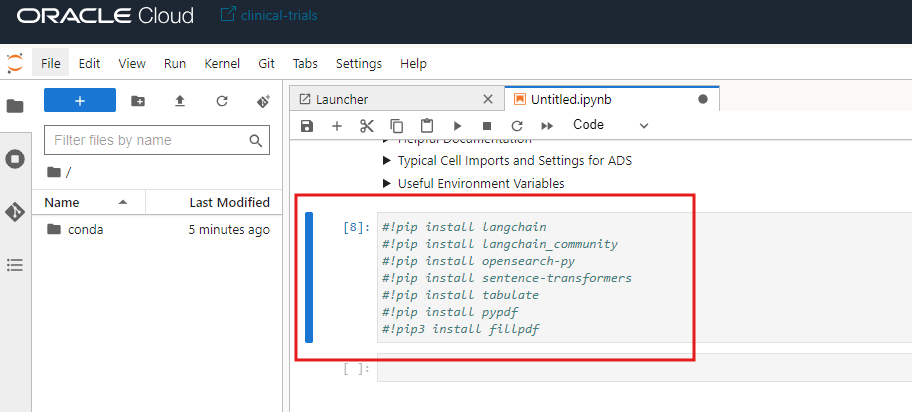 ORACLE Cloud
clinical-trials
File Edit View Run Kernel Git Tabs Settings Help
+
Launcher
Untitled.ipynb
Code
Filter files by name
/
Name
Last Modified
conda
5 minutes ago
Helpful Documentation
Typical Cell Imports and Settings for ADS
Useful Environment Variables
[8]:
#!pip install langchain
#!pip install langchain_community
#!pip install opensearch-py
#!pip install sentence-transformers
#!pip install tabulate
#!pip install pypdf
#!pip3 install fillpdf
[ ]: